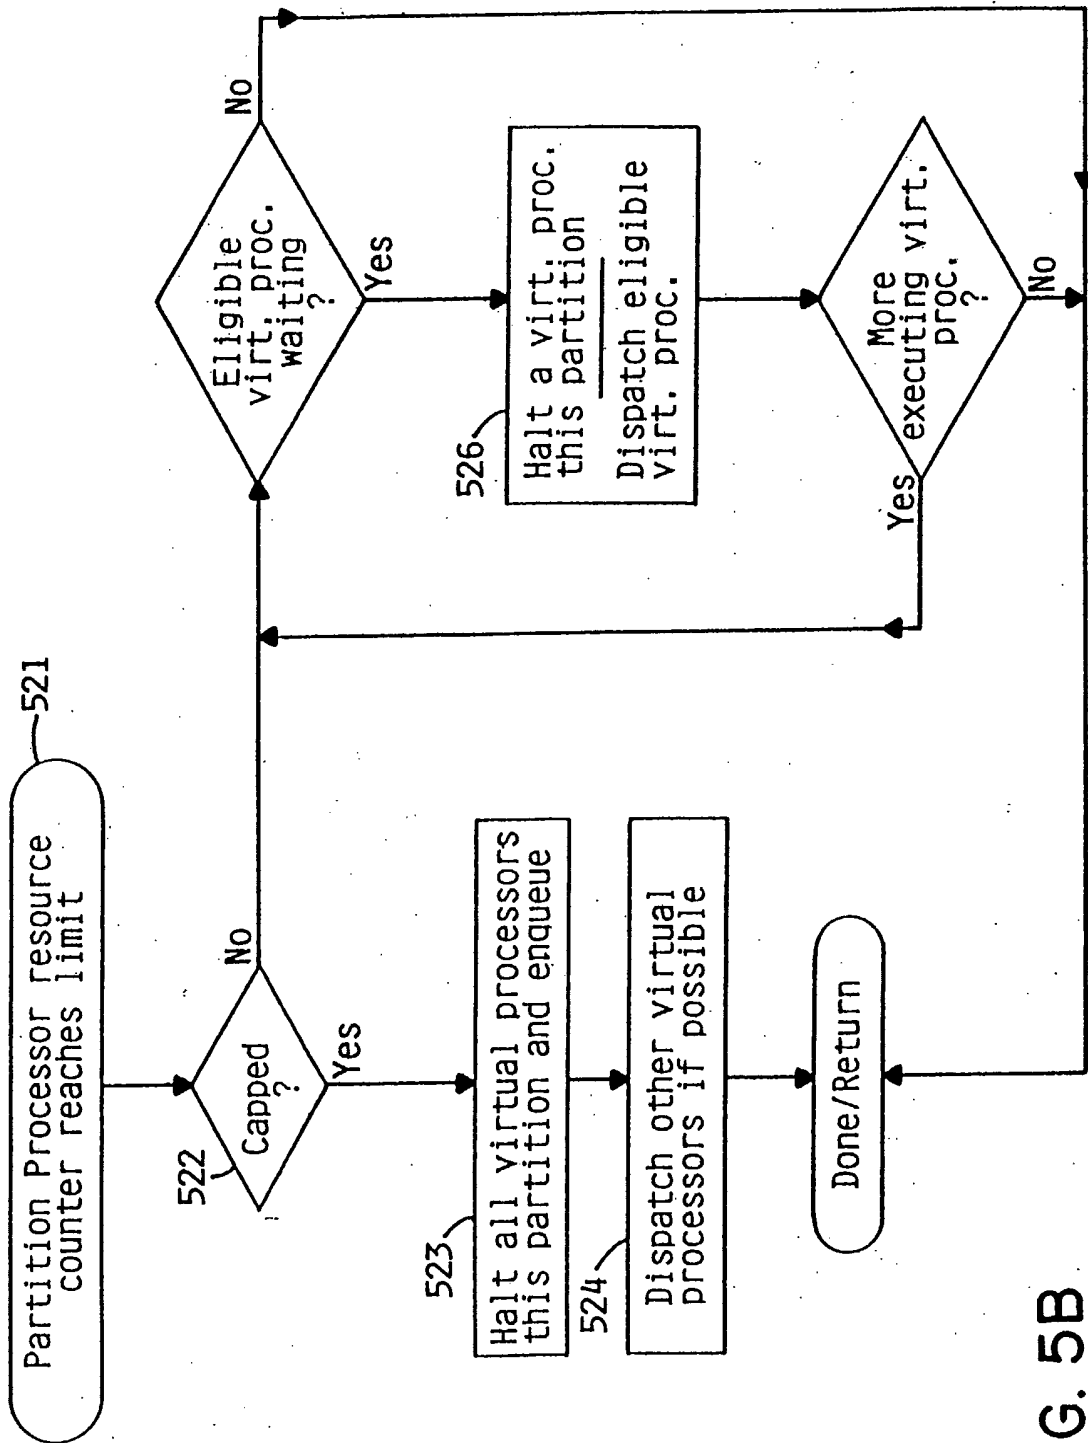 Partition Processor resource
counter reaches limit
521
522
Capped
?
No
Yes
523
Halt all virtual processors
this partition and enqueue
524
Dispatch other virtual
processors if possible
Done/Return
Eligible
virt. proc.
waiting
?
No
Yes
526
Halt a virt. proc.
this partition
Dispatch eligible
virt. proc.
More
executing virt.
proc.
?
Yes
No
G. 5B